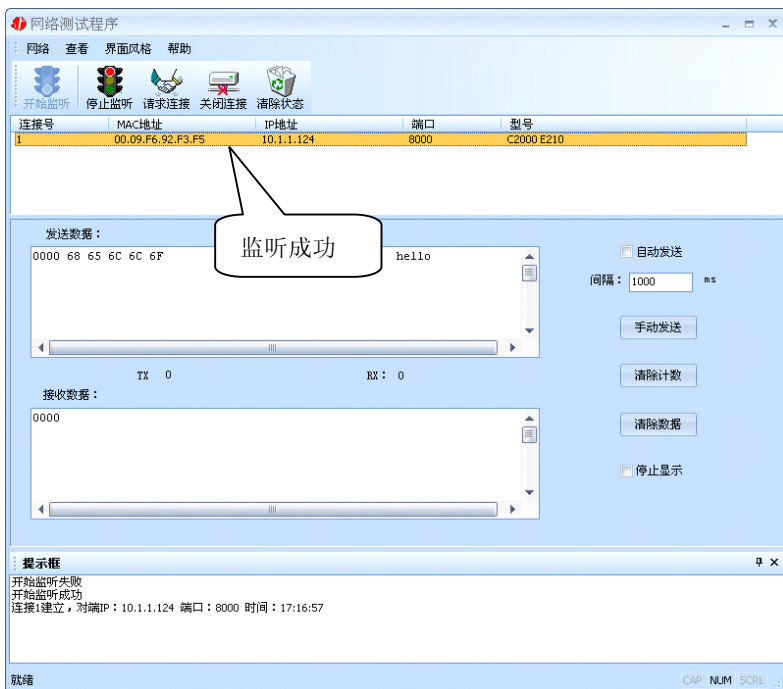 网络测试程序
网络 查看 界面风格 帮助
开始监听 停止监听 请求连接 关闭连接 清除状态
连接号 MAC地址 IP地址 端口 型号
1 00.09.F6.92.F3.F5 10.1.1.124 8000 C2000 E210
监听成功
发送数据：
0000 68 65 6C 6C 6F hello
自动发送
间隔： 1000 ms
手动发送
TX 0 RX： 0
清除计数
接收数据：
0000
清除数据
停止显示
提示框
开始监听失败
开始监听成功
连接1建立，对端IP：10.1.1.124 端口：8000 时间：17:16:57
就绪 CAP NUM SCRL